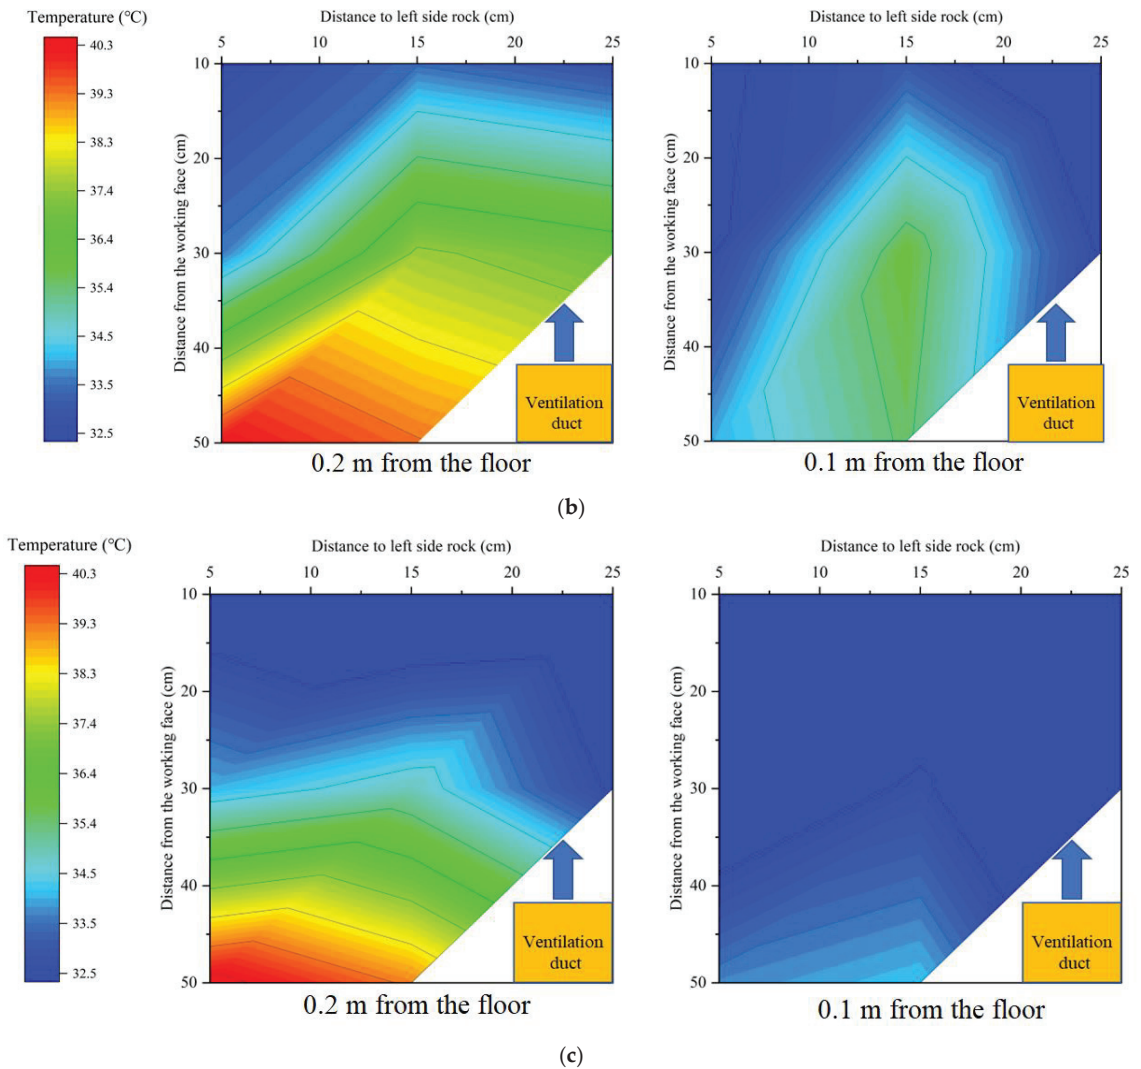 Temperature (℃)
Distance to left side rock (cm)
Distance to left side rock (cm)
40.3
39.3
38.3
37.4
36.4
35.4
34.5
33.5
32.5
5 10 15 20 25
10
20
30
40
50
Distance from the working face (cm)
Ventilation
duct
0.2 m from the floor
5 10 15 20 25
10
20
30
40
50
Distance from the working face (cm)
Ventilation
duct
0.1 m from the floor
(b)
Temperature (℃)
Distance to left side rock (cm)
Distance to left side rock (cm)
40.3
39.3
38.3
37.4
36.4
35.4
34.5
33.5
32.5
5 10 15 20 25
10
20
30
40
50
Distance from the working face (cm)
Ventilation
duct
0.2 m from the floor
5 10 15 20 25
10
20
30
40
50
Distance from the working face (cm)
Ventilation
duct
0.1 m from the floor
(c)